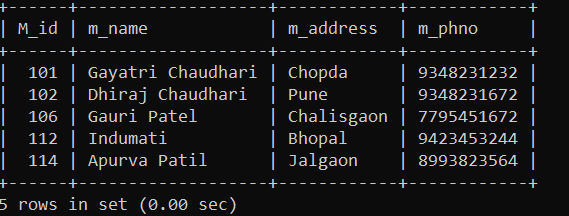 +------+-------------------+------------+------------+
| M_id | m_name            | m_address  | m_phno     |
+------+-------------------+------------+------------+
|  101 | Gayatri Chaudhari | Chopda     | 9348231232 |
|  102 | Dhiraj Chaudhari  | Pune       | 9348231672 |
|  106 | Gauri Patel       | Chalisgaon | 7795451672 |
|  112 | Indumati          | Bhopal     | 9423453244 |
|  114 | Apurva Patil      | Jalgaon    | 8993823564 |
+------+-------------------+------------+------------+
5 rows in set (0.00 sec)